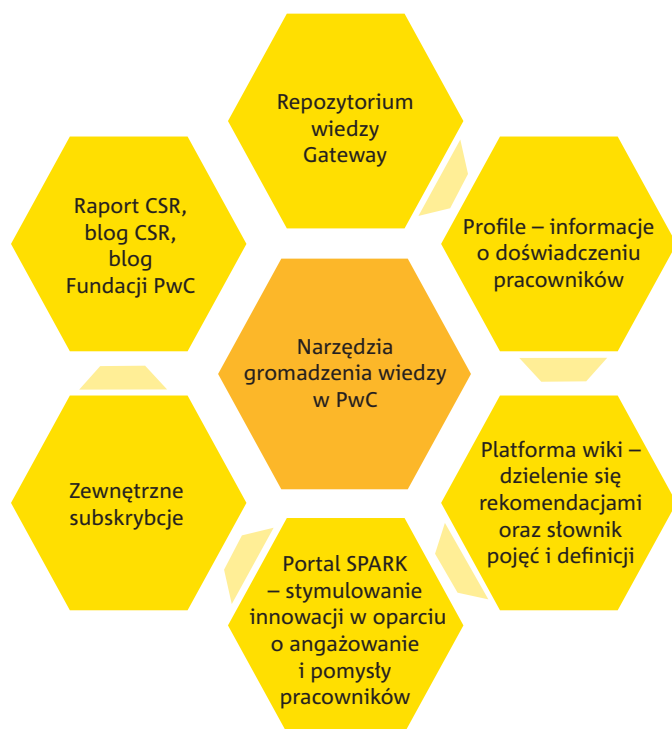 Repozytorium
wiedzy
Gateway
Profile – informacje
o doświadczeniu
pracowników
Platforma wiki –
dzielenie się
rekomendacjami
oraz słownik
pojęć i definicji
Portal SPARK
– stymulowanie
innowacji w oparciu
o angażowanie
i pomysły
pracowników
Zewnętrzne
subskrybcje
Raport CSR,
blog CSR,
blog
Fundacji PwC
Narzędzia
gromadzenia wiedzy
w PwC